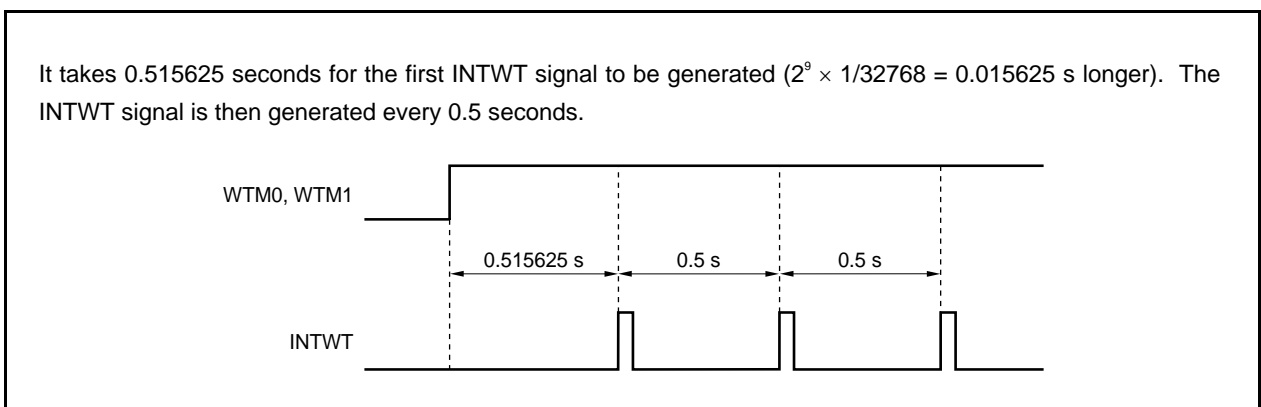 It takes 0.515625 seconds for the first INTWT signal to be generated (2⁹ × 1/32768 = 0.015625 s longer). The
INTWT signal is then generated every 0.5 seconds.
WTM0, WTM1
0.515625 s 0.5 s 0.5 s
INTWT